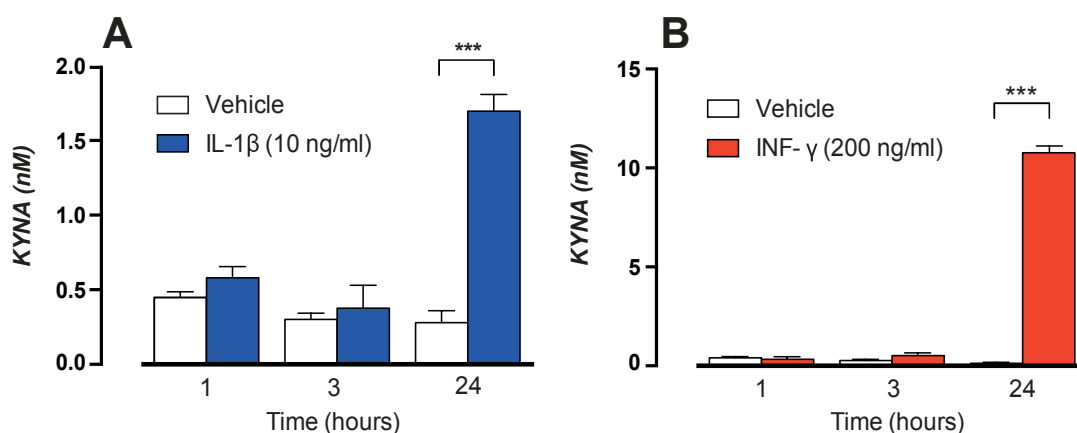 A
2.0
1.5
1.0
0.5
0.0
KYNA (nM)
***
Vehicle
IL-1β (10 ng/ml)
1
3
24
Time (hours)
B
15
10
5
0
KYNA (nM)
***
Vehicle
INF- γ (200 ng/ml)
1
3
24
Time (hours)